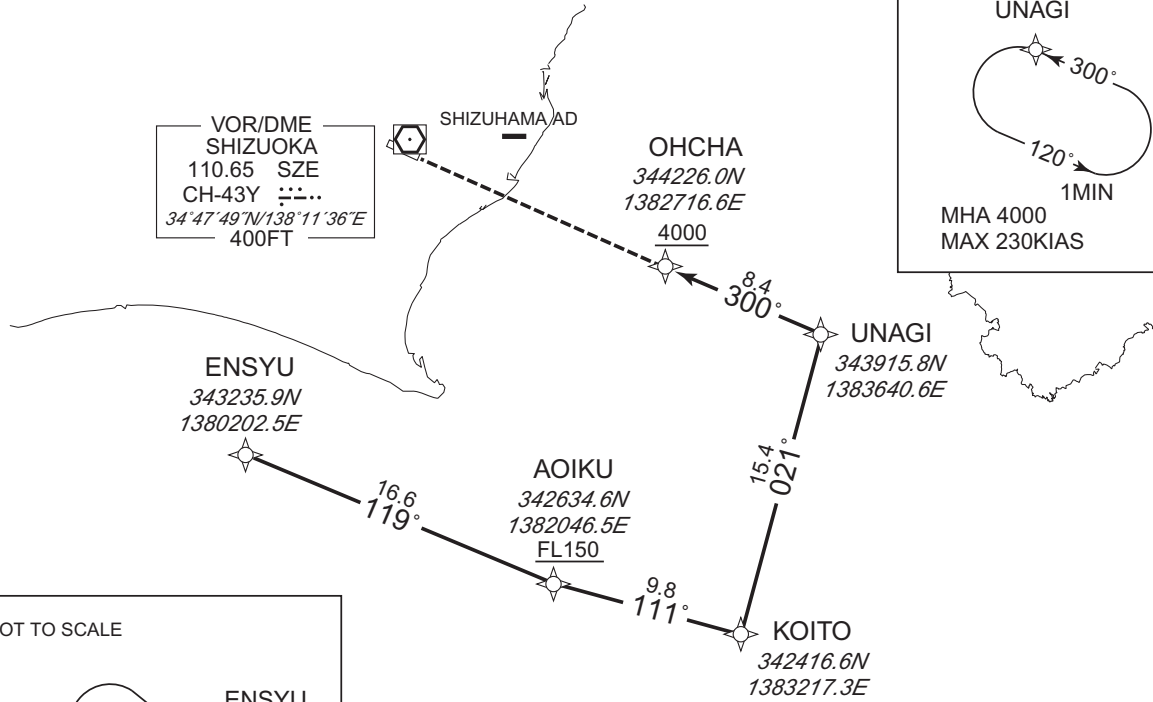 UNAGI
300°
120°
1MIN
MHA 4000
MAX 230KIAS
VOR/DME
SHIZUOKA
110.65 SZE
CH-43Y
34°47′49″N/138°11′36″E
400FT
SHIZUHAMA AD
OHCHA
344226.0N
1382716.6E
4000
8.4
300°
UNAGI
343915.8N
1383640.6E
ENSYU
343235.9N
1380202.5E
15.4
021°
AOIKU
342634.6N
1382046.5E
FL150
16.6
119°
9.8
111°
KOITO
342416.6N
1383217.3E
OT TO SCALE
ENSYU